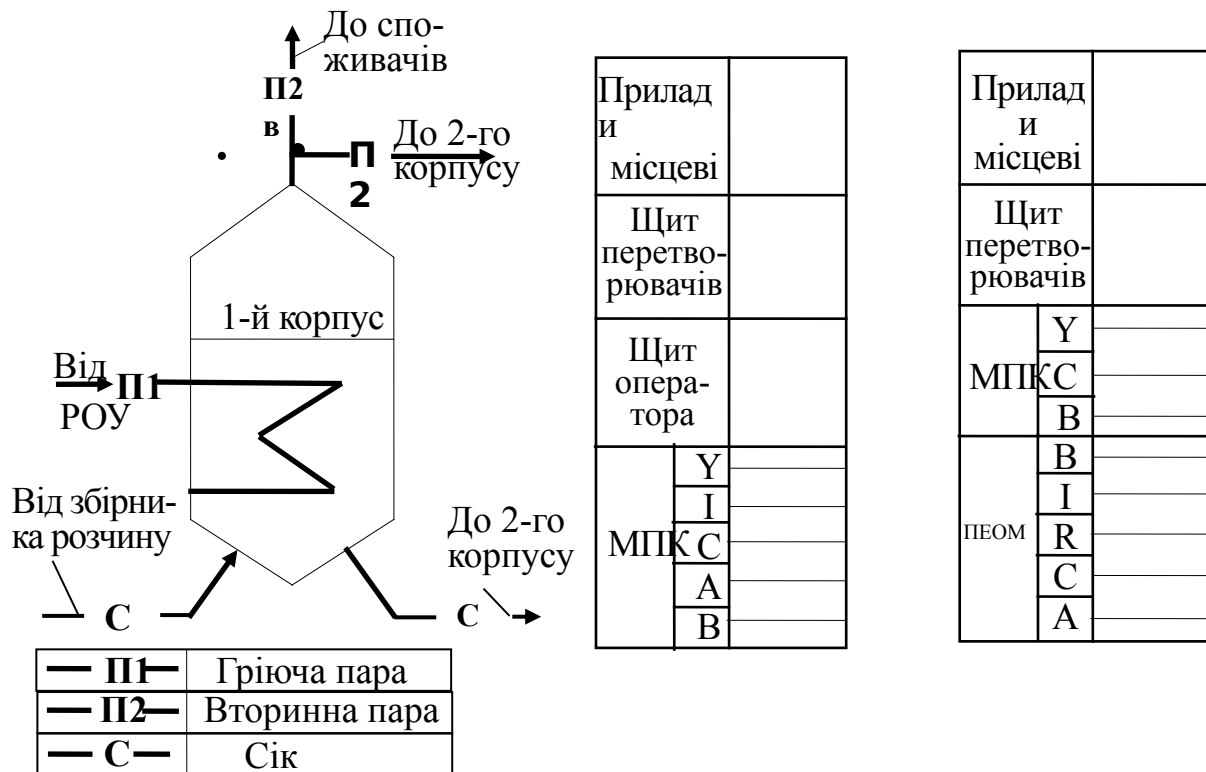 До спо-
живачів
П2
в
До 2-го
корпусу
П
2
1-й корпус
Від
П1
РОУ
Від збірни-
ка розчину
С
До 2-го
корпусу
С
П1 Гріюча пара
П2 Вторинна пара
С Сік
Прилад
и
місцеві
Щит
перетво-
рювачів
Щит
опера-
тора
МПК
Y
I
C
A
B
Прилад
и
місцеві
Щит
перетво-
рювачів
МПК
Y
C
B
ПЕОМ
B
I
R
C
A